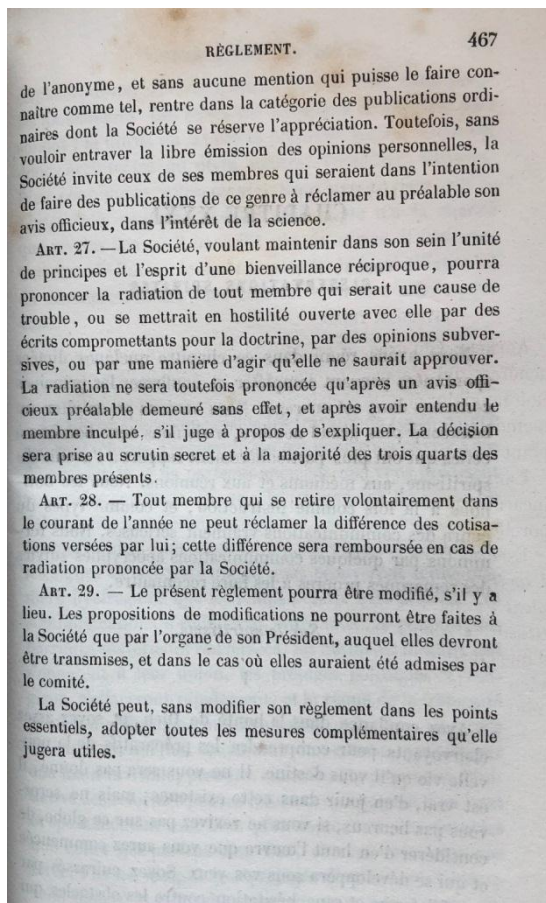 RÈGLEMENT. 467
de l'anonyme, et sans aucune mention qui puisse le faire con-
naître comme tel, rentre dans la catégorie des publications ordi-
naires dont la Société se réserve l'appréciation. Toutefois, sans
vouloir entraver la libre émission des opinions personnelles, la
Société invite ceux de ses membres qui seraient dans l'intention
de faire des publications de ce genre à réclamer au préalable son
avis officieux, dans l'intérêt de la science.
ART. 27. — La Société, voulant maintenir dans son sein l'unité
de principes et l'esprit d'une bienveillance réciproque, pourra
prononcer la radiation de tout membre qui serait une cause de
trouble, ou se mettrait en hostilité ouverte avec elle par des
écrits compromettants pour la doctrine, par des opinions subver-
sives, ou par une manière d'agir qu'elle ne saurait approuver.
La radiation ne sera toutefois prononcée qu'après un avis offi-
cieux préalable demeuré sans effet, et après avoir entendu le
membre inculpé, s'il juge à propos de s'expliquer. La décision
sera prise au scrutin secret et à la majorité des trois quarts des
membres présents.
ART. 28. — Tout membre qui se retire volontairement dans
le courant de l'année ne peut réclamer la différence des cotisa-
tions versées par lui; cette différence sera remboursée en cas de
radiation prononcée par la Société.
ART. 29. — Le présent règlement pourra être modifié, s'il y a
lieu. Les propositions de modifications ne pourront être faites à
la Société que par l'organe de son Président, auquel elles devront
être transmises, et dans le cas où elles auraient été admises par
le comité.
La Société peut, sans modifier son règlement dans les points
essentiels, adopter toutes les mesures complémentaires qu'elle
jugera utiles.